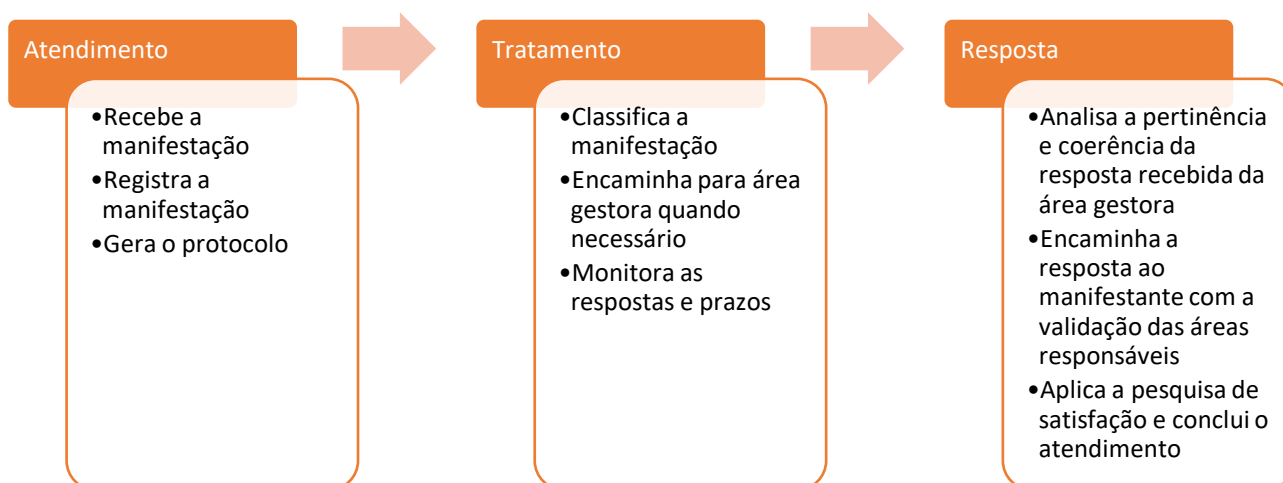 Atendimento
•Recebe a
manifestação
•Registra a
manifestação
•Gera o protocolo
Tratamento
•Classifica a
manifestação
•Encaminha para área
gestora quando
necessário
•Monitora as
respostas e prazos
Resposta
•Analisa a pertinência
e coerência da
resposta recebida da
área gestora
•Encaminha a
resposta ao
manifestante com a
validação das áreas
responsáveis
•Aplica a pesquisa de
satisfação e conclui o
atendimento